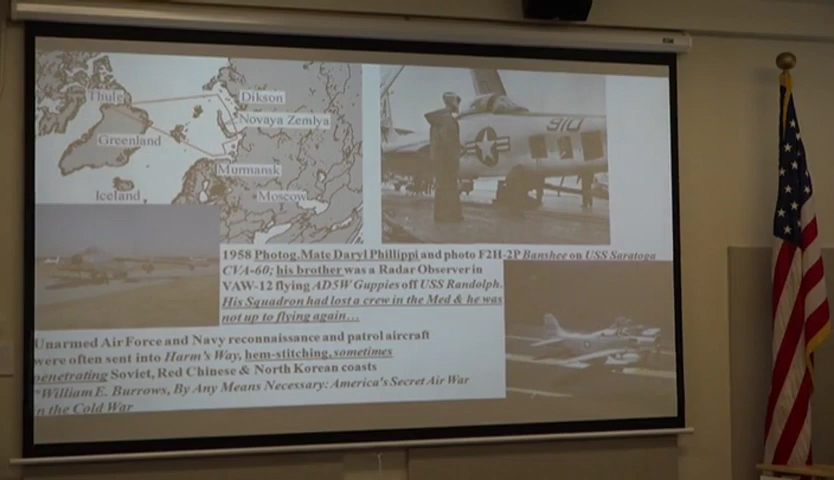 Thule
Dikson
Novaya Zemlya
Greenland
Murmansk
Iceland
Moscow
910
1958 Photog. Mate Daryl Phillippi and photo F2H-2P Banshee on USS Saratoga
CVA-60; his brother was a Radar Observer in
VAW-12 flying AD5W Guppies off USS Randolph.
His Squadron had lost a crew in the Med & he was
not up to flying again…
Unarmed Air Force and Navy reconnaissance and patrol aircraft
were often sent into Harm's Way, hem-stitching, sometimes
penetrating Soviet, Red Chinese & North Korean coasts
*William E. Burrows, By Any Means Necessary: America's Secret Air War
in the Cold War